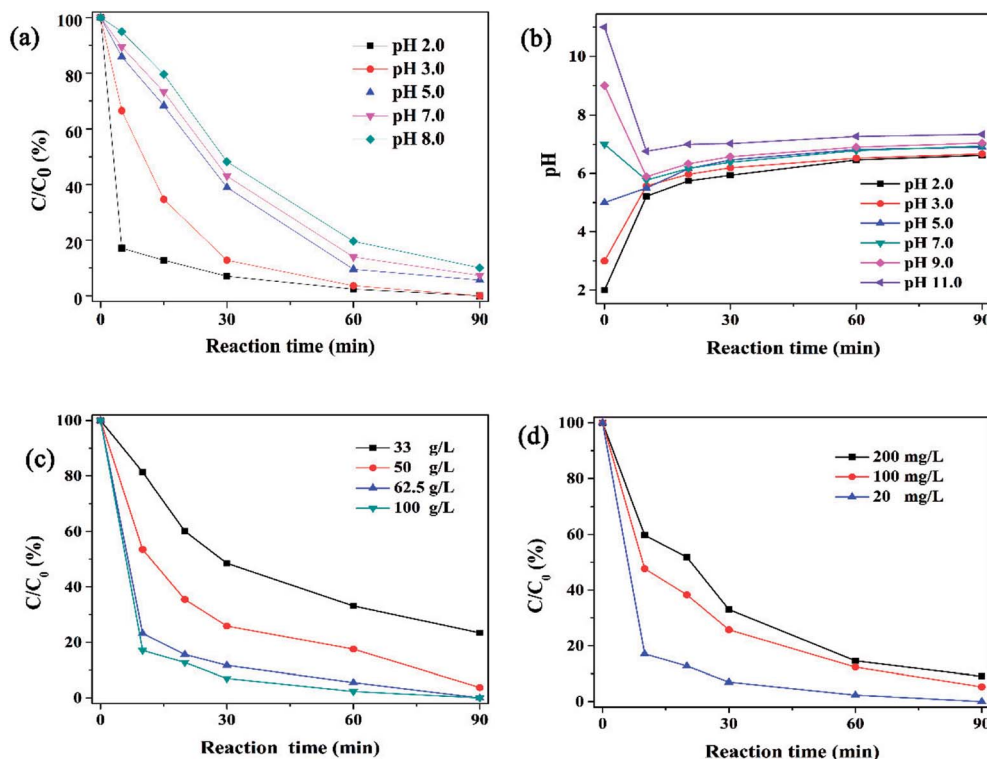 (a)
100
80
60
40
20
0
C/C0 (%)
pH 2.0
pH 3.0
pH 5.0
pH 7.0
pH 8.0
0 30 60 90
Reaction time (min)
(b)
10
8
6
4
2
pH
pH 2.0
pH 3.0
pH 5.0
pH 7.0
pH 9.0
pH 11.0
0 30 60 90
Reaction time (min)
(c)
100
80
60
40
20
0
C/C0 (%)
33 g/L
50 g/L
62.5 g/L
100 g/L
0 30 60 90
Reaction time (min)
(d)
100
80
60
40
20
0
C/C0 (%)
200 mg/L
100 mg/L
20 mg/L
0 30 60 90
Reaction time (min)